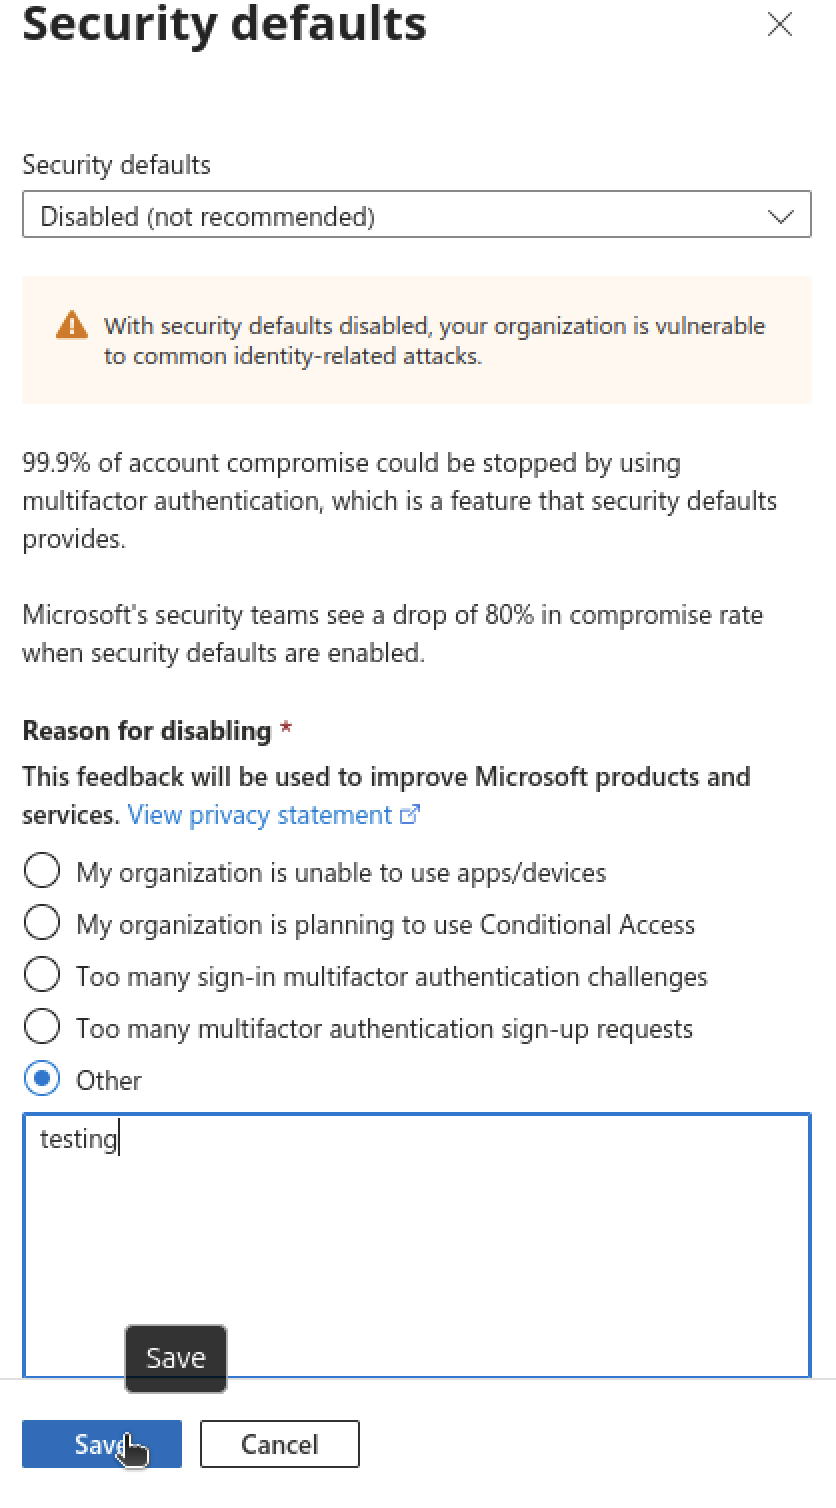 Security defaults
Security defaults
Disabled (not recommended)
With security defaults disabled, your organization is vulnerable
to common identity-related attacks.
99.9% of account compromise could be stopped by using
multifactor authentication, which is a feature that security defaults
provides.
Microsoft's security teams see a drop of 80% in compromise rate
when security defaults are enabled.
Reason for disabling *
This feedback will be used to improve Microsoft products and
services. View privacy statement
My organization is unable to use apps/devices
My organization is planning to use Conditional Access
Too many sign-in multifactor authentication challenges
Too many multifactor authentication sign-up requests
Other
testing
Save
Save Cancel